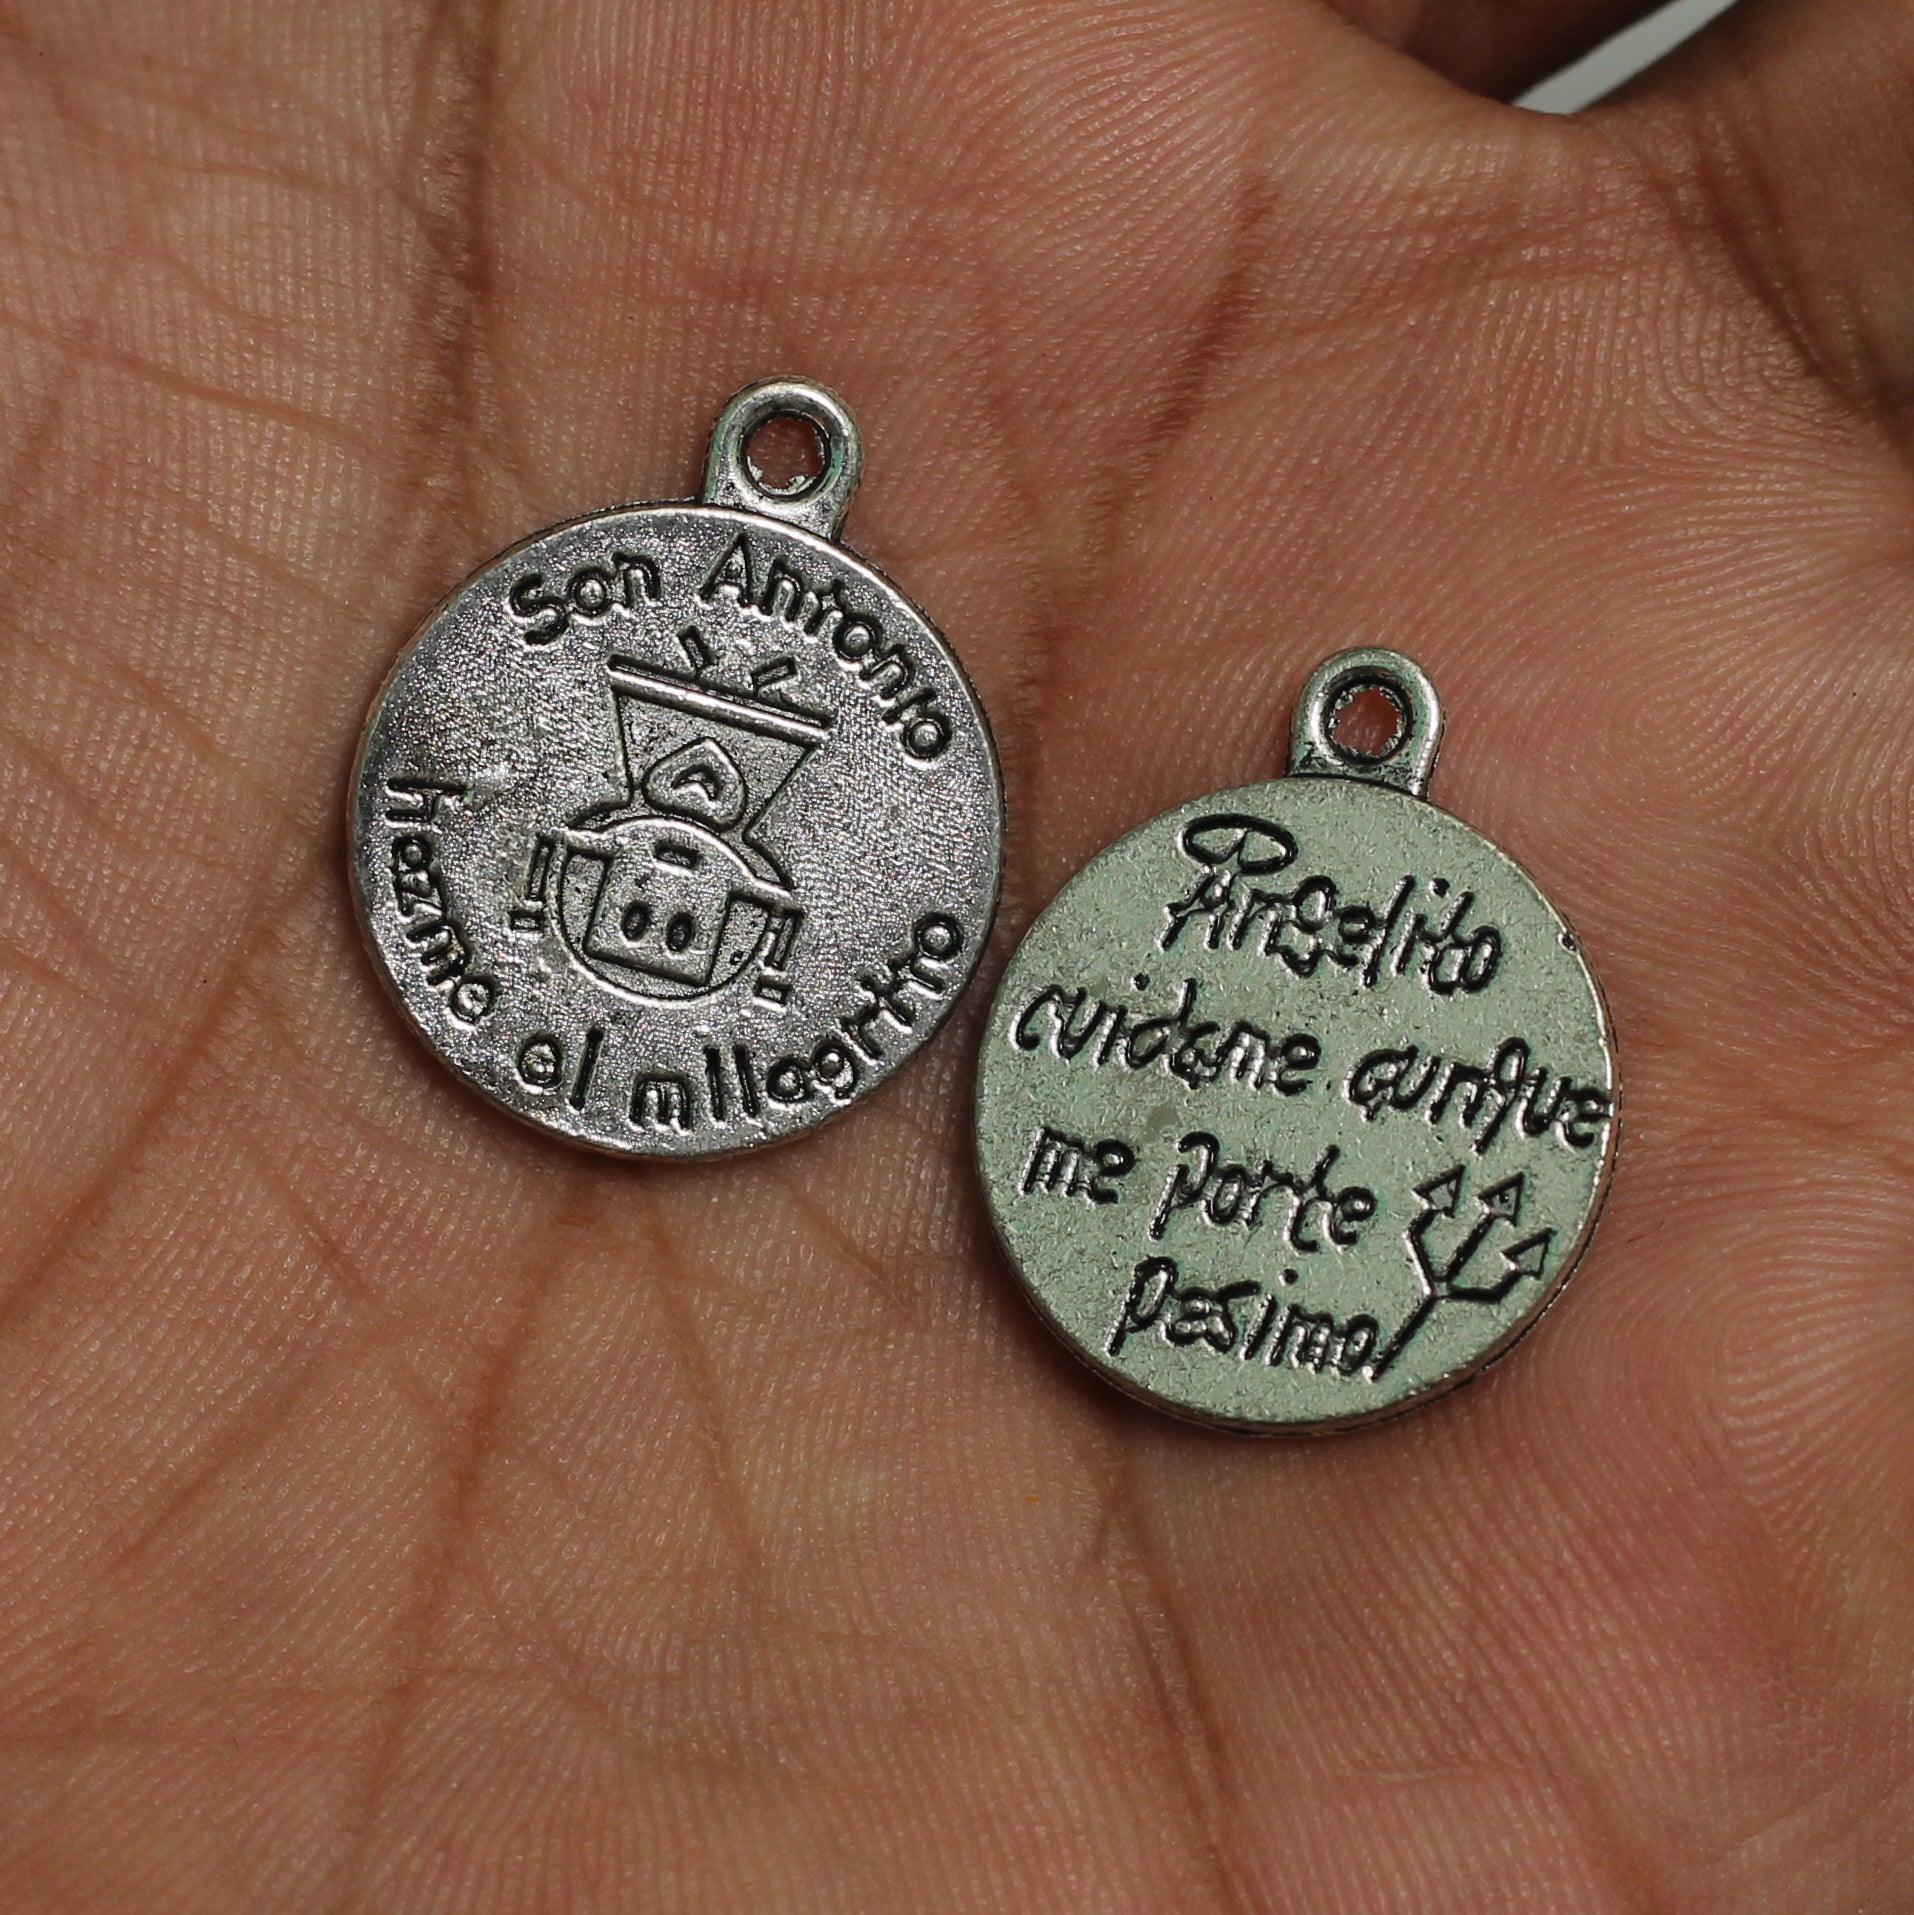 San Antonio
hazme el milagrito
Angelito
cuidame aunque
me porte
pesimo